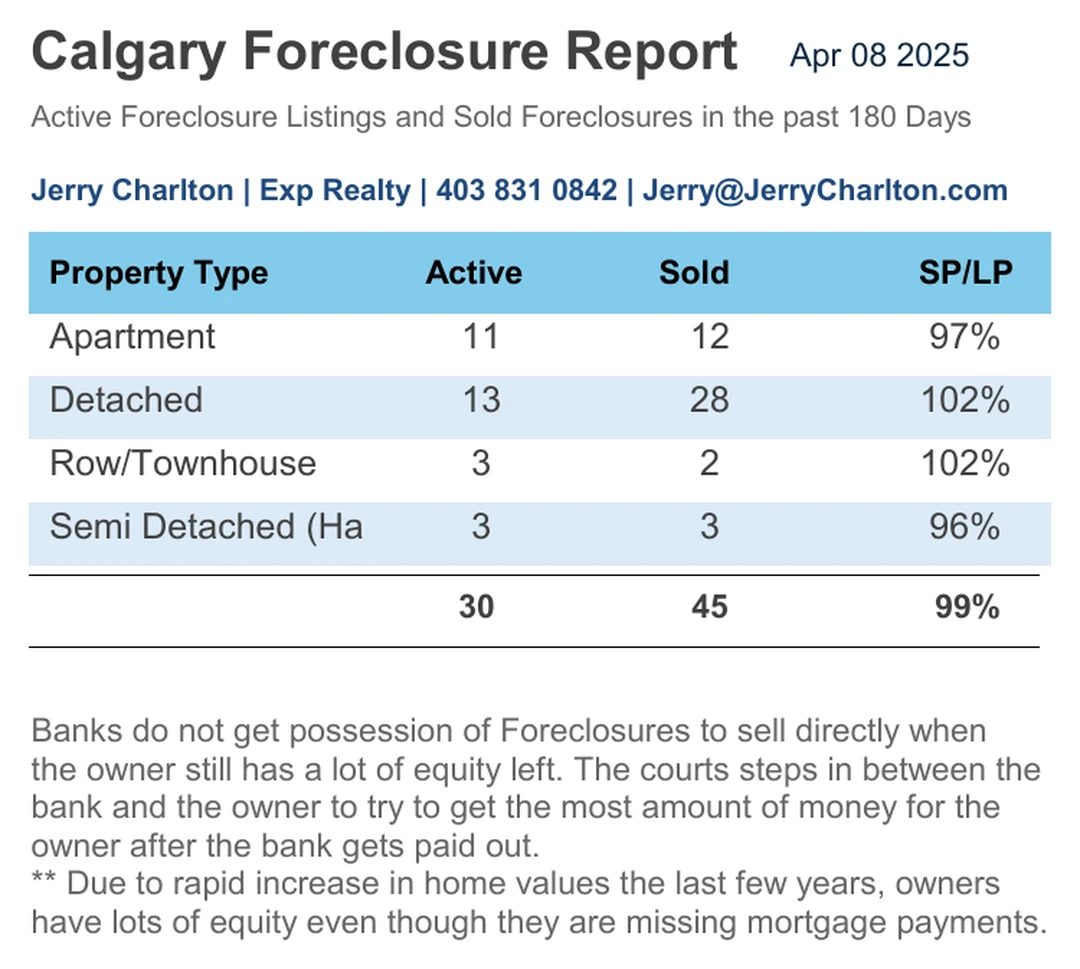 Calgary Foreclosure Report Apr 08 2025
Active Foreclosure Listings and Sold Foreclosures in the past 180 Days
Jerry Charlton | Exp Realty | 403 831 0842 | Jerry@JerryCharlton.com
Property Type Active Sold SP/LP
Apartment 11 12 97%
Detached 13 28 102%
Row/Townhouse 3 2 102%
Semi Detached (Ha 3 3 96%
30 45 99%
Banks do not get possession of Foreclosures to sell directly when
the owner still has a lot of equity left. The courts steps in between the
bank and the owner to try to get the most amount of money for the
owner after the bank gets paid out.
** Due to rapid increase in home values the last few years, owners
have lots of equity even though they are missing mortgage payments.